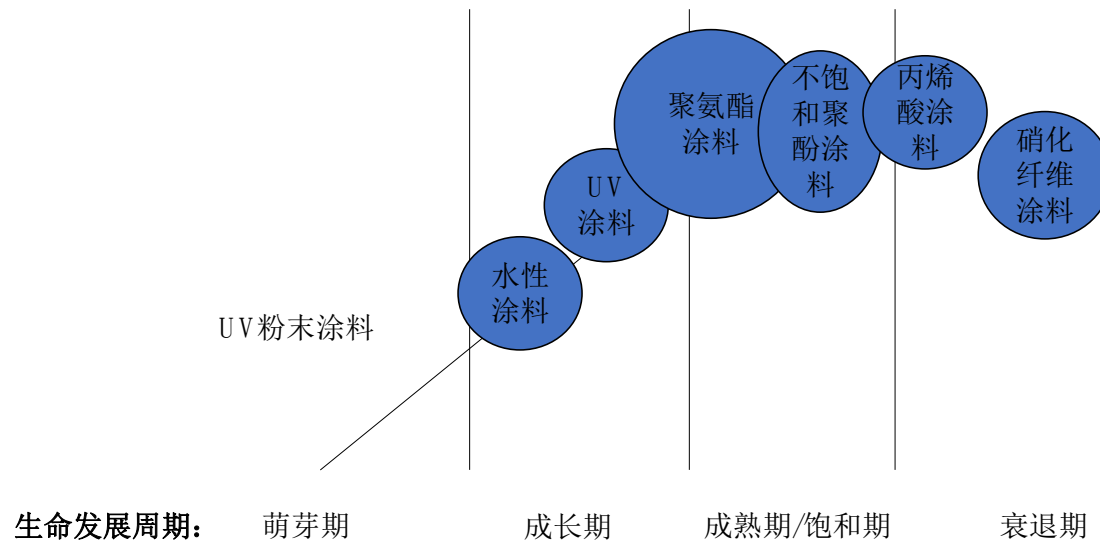 聚氨酯
涂料
不饱
和聚
酚涂
料
丙烯
酸涂
料
硝化
纤维
涂料
UV
涂料
水性
涂料
UV粉末涂料
生命发展周期: 萌芽期 成长期 成熟期/饱和期 衰退期